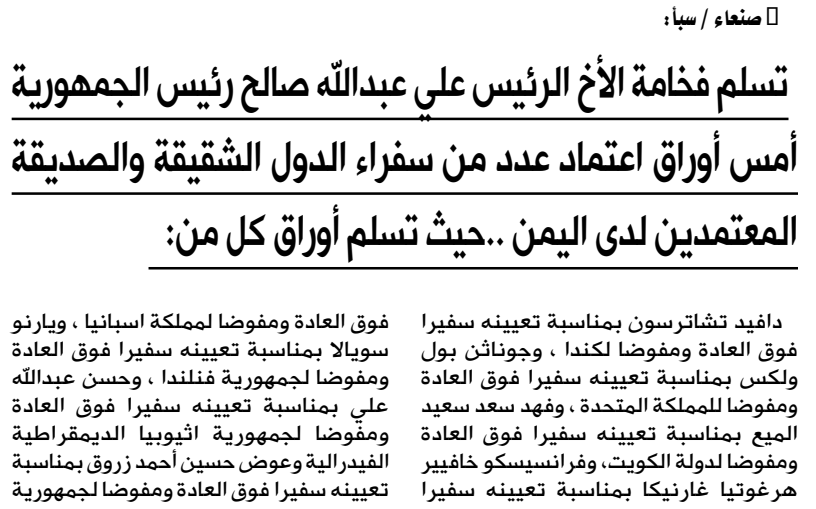 صنعاء / سبأ:
تسلم فخامة الأخ الرئيس علي عبدالله صالح رئيس الجمهورية
أمس أوراق اعتماد عدد من سفراء الدول الشقيقة والصديقة
المعتمدين لدى اليمن ..حيث تسلم أوراق كل من:
دافيد تشاترسون بمناسبة تعيينه سفيرا
فوق العادة ومفوضا لكندا ، وجوناثن بول
ولكس بمناسبة تعيينه سفيرا فوق العادة
ومفوضا للمملكة المتحدة ، وفهد سعد سعيد
الميع بمناسبة تعيينه سفيرا فوق العادة
ومفوضا لدولة الكويت، وفرانسيسكو خافيير
هرغوتيا غارنيكا بمناسبة تعيينه سفيرا
فوق العادة ومفوضا لمملكة اسبانيا ، ويارنو
سويالا بمناسبة تعيينه سفيرا فوق العادة
ومفوضا لجمهورية فنلندا ، وحسن عبدالله
علي بمناسبة تعيينه سفيرا فوق العادة
ومفوضا لجمهورية اثيوبيا الديمقراطية
الفيدرالية وعوض حسين أحمد زروق بمناسبة
تعيينه سفيرا فوق العادة ومفوضا لجمهورية